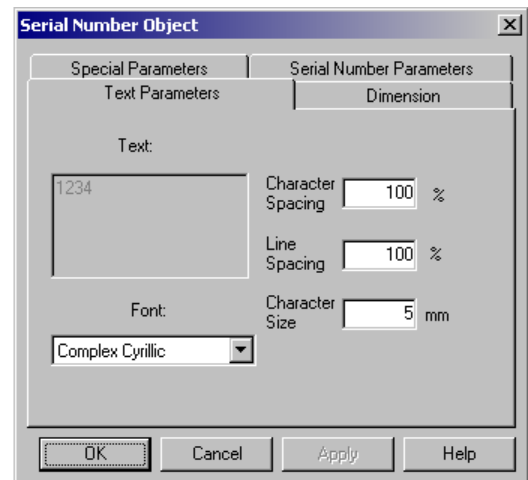 Serial Number Object
Special Parameters
Serial Number Parameters
Text Parameters
Dimension
Text:
1234
Character
Spacing
100 %
Line
Spacing
100 %
Font:
Complex Cyrillic
Character
Size
5 mm
OK
Cancel
Apply
Help